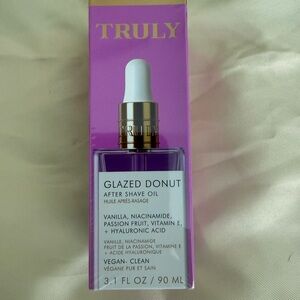 TRULY
TRULY
GLAZED DONUT
AFTER SHAVE OIL
HUILE APRÈS-RASAGE
VANILLA, NIACINAMIDE,
PASSION FRUIT, VITAMIN E,
+ HYALURONIC ACID
VANILLE, NIACINAMIDE
FRUIT DE LA PASSION, VITAMINE E
+ ACIDE HYALURONIQUE
VEGAN- CLEAN
VÉGANE PUR ET SAIN
3.1 FL OZ / 90 ML